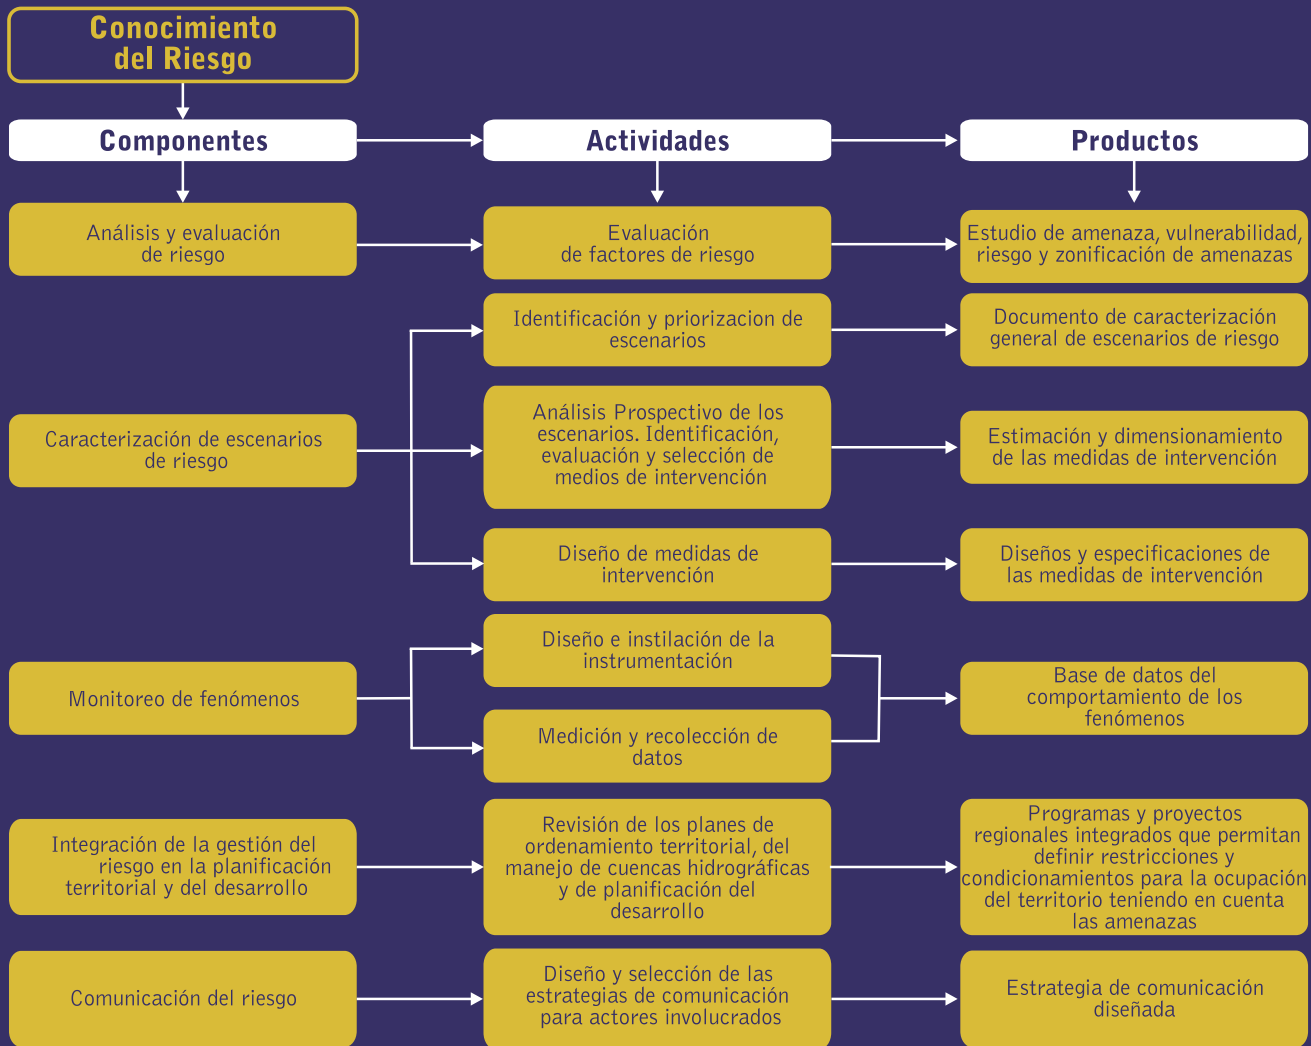 Conocimiento
del Riesgo
Componentes
Actividades
Productos
Análisis y evaluación
de riesgo
Evaluación
de factores de riesgo
Estudio de amenaza, vulnerabilidad,
riesgo y zonificación de amenazas
Caracterización de escenarios
de riesgo
Identificación y priorizacion de
escenarios
Documento de caracterización
general de escenarios de riesgo
Análisis Prospectivo de los
escenarios. Identificación,
evaluación y selección de
medios de intervención
Estimación y dimensionamiento
de las medidas de intervención
Diseño de medidas de
intervención
Diseños y especificaciones de
las medidas de intervención
Monitoreo de fenómenos
Diseño e instilación de la
instrumentación
Medición y recolección de
datos
Base de datos del
comportamiento de los
fenómenos
Integración de la gestión del
riesgo en la planificación
territorial y del desarrollo
Revisión de los planes de
ordenamiento territorial, del
manejo de cuencas hidrográficas
y de planificación del
desarrollo
Programas y proyectos
regionales integrados que permitan
definir restricciones y
condicionamientos para la ocupación
del territorio teniendo en cuenta
las amenazas
Comunicación del riesgo
Diseño y selección de las
estrategias de comunicación
para actores involucrados
Estrategia de comunicación
diseñada